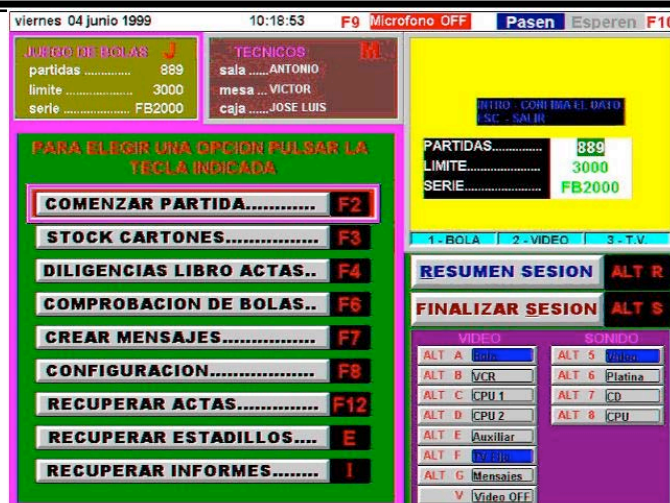 viernes 04 junio 1999 10:18:53 F9 Microfono OFF Pasen Esperen F10
JUEGO DE BOLAS J
partidas .............. 889
limite .................. 3000
serie .................. FB2000
TECNICOS M
sala ......ANTONIO
mesa ... VICTOR
caja ......JOSE LUIS
INTRO - CONFIRMA EL DATO
ESC - SALIR
PARTIDAS.............. 889
LIMITE.................... 3000
SERIE...................... FB2000
1 - BOLA 2 - VIDEO 3 - T.V.
PARA ELEGIR UNA OPCION PULSAR LA
TECLA INDICADA
COMENZAR PARTIDA............ F2
STOCK CARTONES................ F3
DILIGENCIAS LIBRO ACTAS.. F4
COMPROBACION DE BOLAS.. F6
CREAR MENSAJES................ F7
CONFIGURACION.................. F8
RECUPERAR ACTAS.............. F12
RECUPERAR ESTADILLOS.... E
RECUPERAR INFORMES........ I
RESUMEN SESION ALT R
FINALIZAR SESION ALT S
VIDEO
ALT A Bola
ALT B VCR
ALT C CPU 1
ALT D CPU 2
ALT E Auxiliar
ALT F
ALT G Mensajes
V Video OFF
SONIDO
ALT 5 Video
ALT 6 Platina
ALT 7 CD
ALT 8 CPU